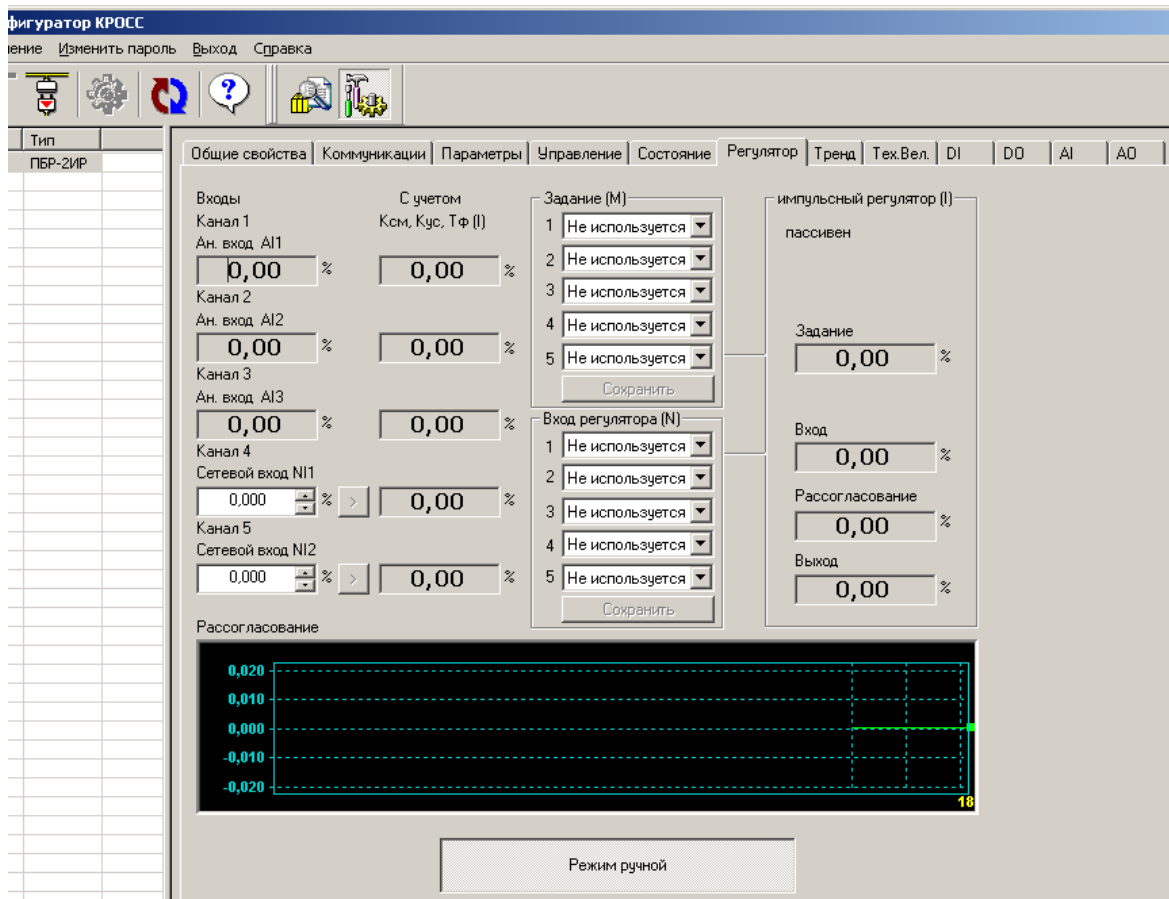 фигуратор КРОСС
ение Изменить пароль Выход Справка
Тип
ПБР-2ИР
Общие свойства Коммуникации Параметры Управление Состояние Регулятор Тренд Тех.Вел. DI DO AI AO
Входы
С учетом
Kсм, Kус, Tф (I)
Канал 1
Ан. вход AI1
0,00 % 0,00 %
Канал 2
Ан. вход AI2
0,00 % 0,00 %
Канал 3
Ан. вход AI3
0,00 % 0,00 %
Канал 4
Сетевой вход NI1
0,000 % > 0,00 %
Канал 5
Сетевой вход NI2
0,000 % > 0,00 %
Задание (M)
1 Не используется
2 Не используется
3 Не используется
4 Не используется
5 Не используется
Сохранить
Вход регулятора (N)
1 Не используется
2 Не используется
3 Не используется
4 Не используется
5 Не используется
Сохранить
импульсный регулятор (I)
пассивен
Задание
0,00 %
Вход
0,00 %
Рассогласование
0,00 %
Выход
0,00 %
Рассогласование
0,020
0,010
0,000
-0,010
-0,020
18
Режим ручной